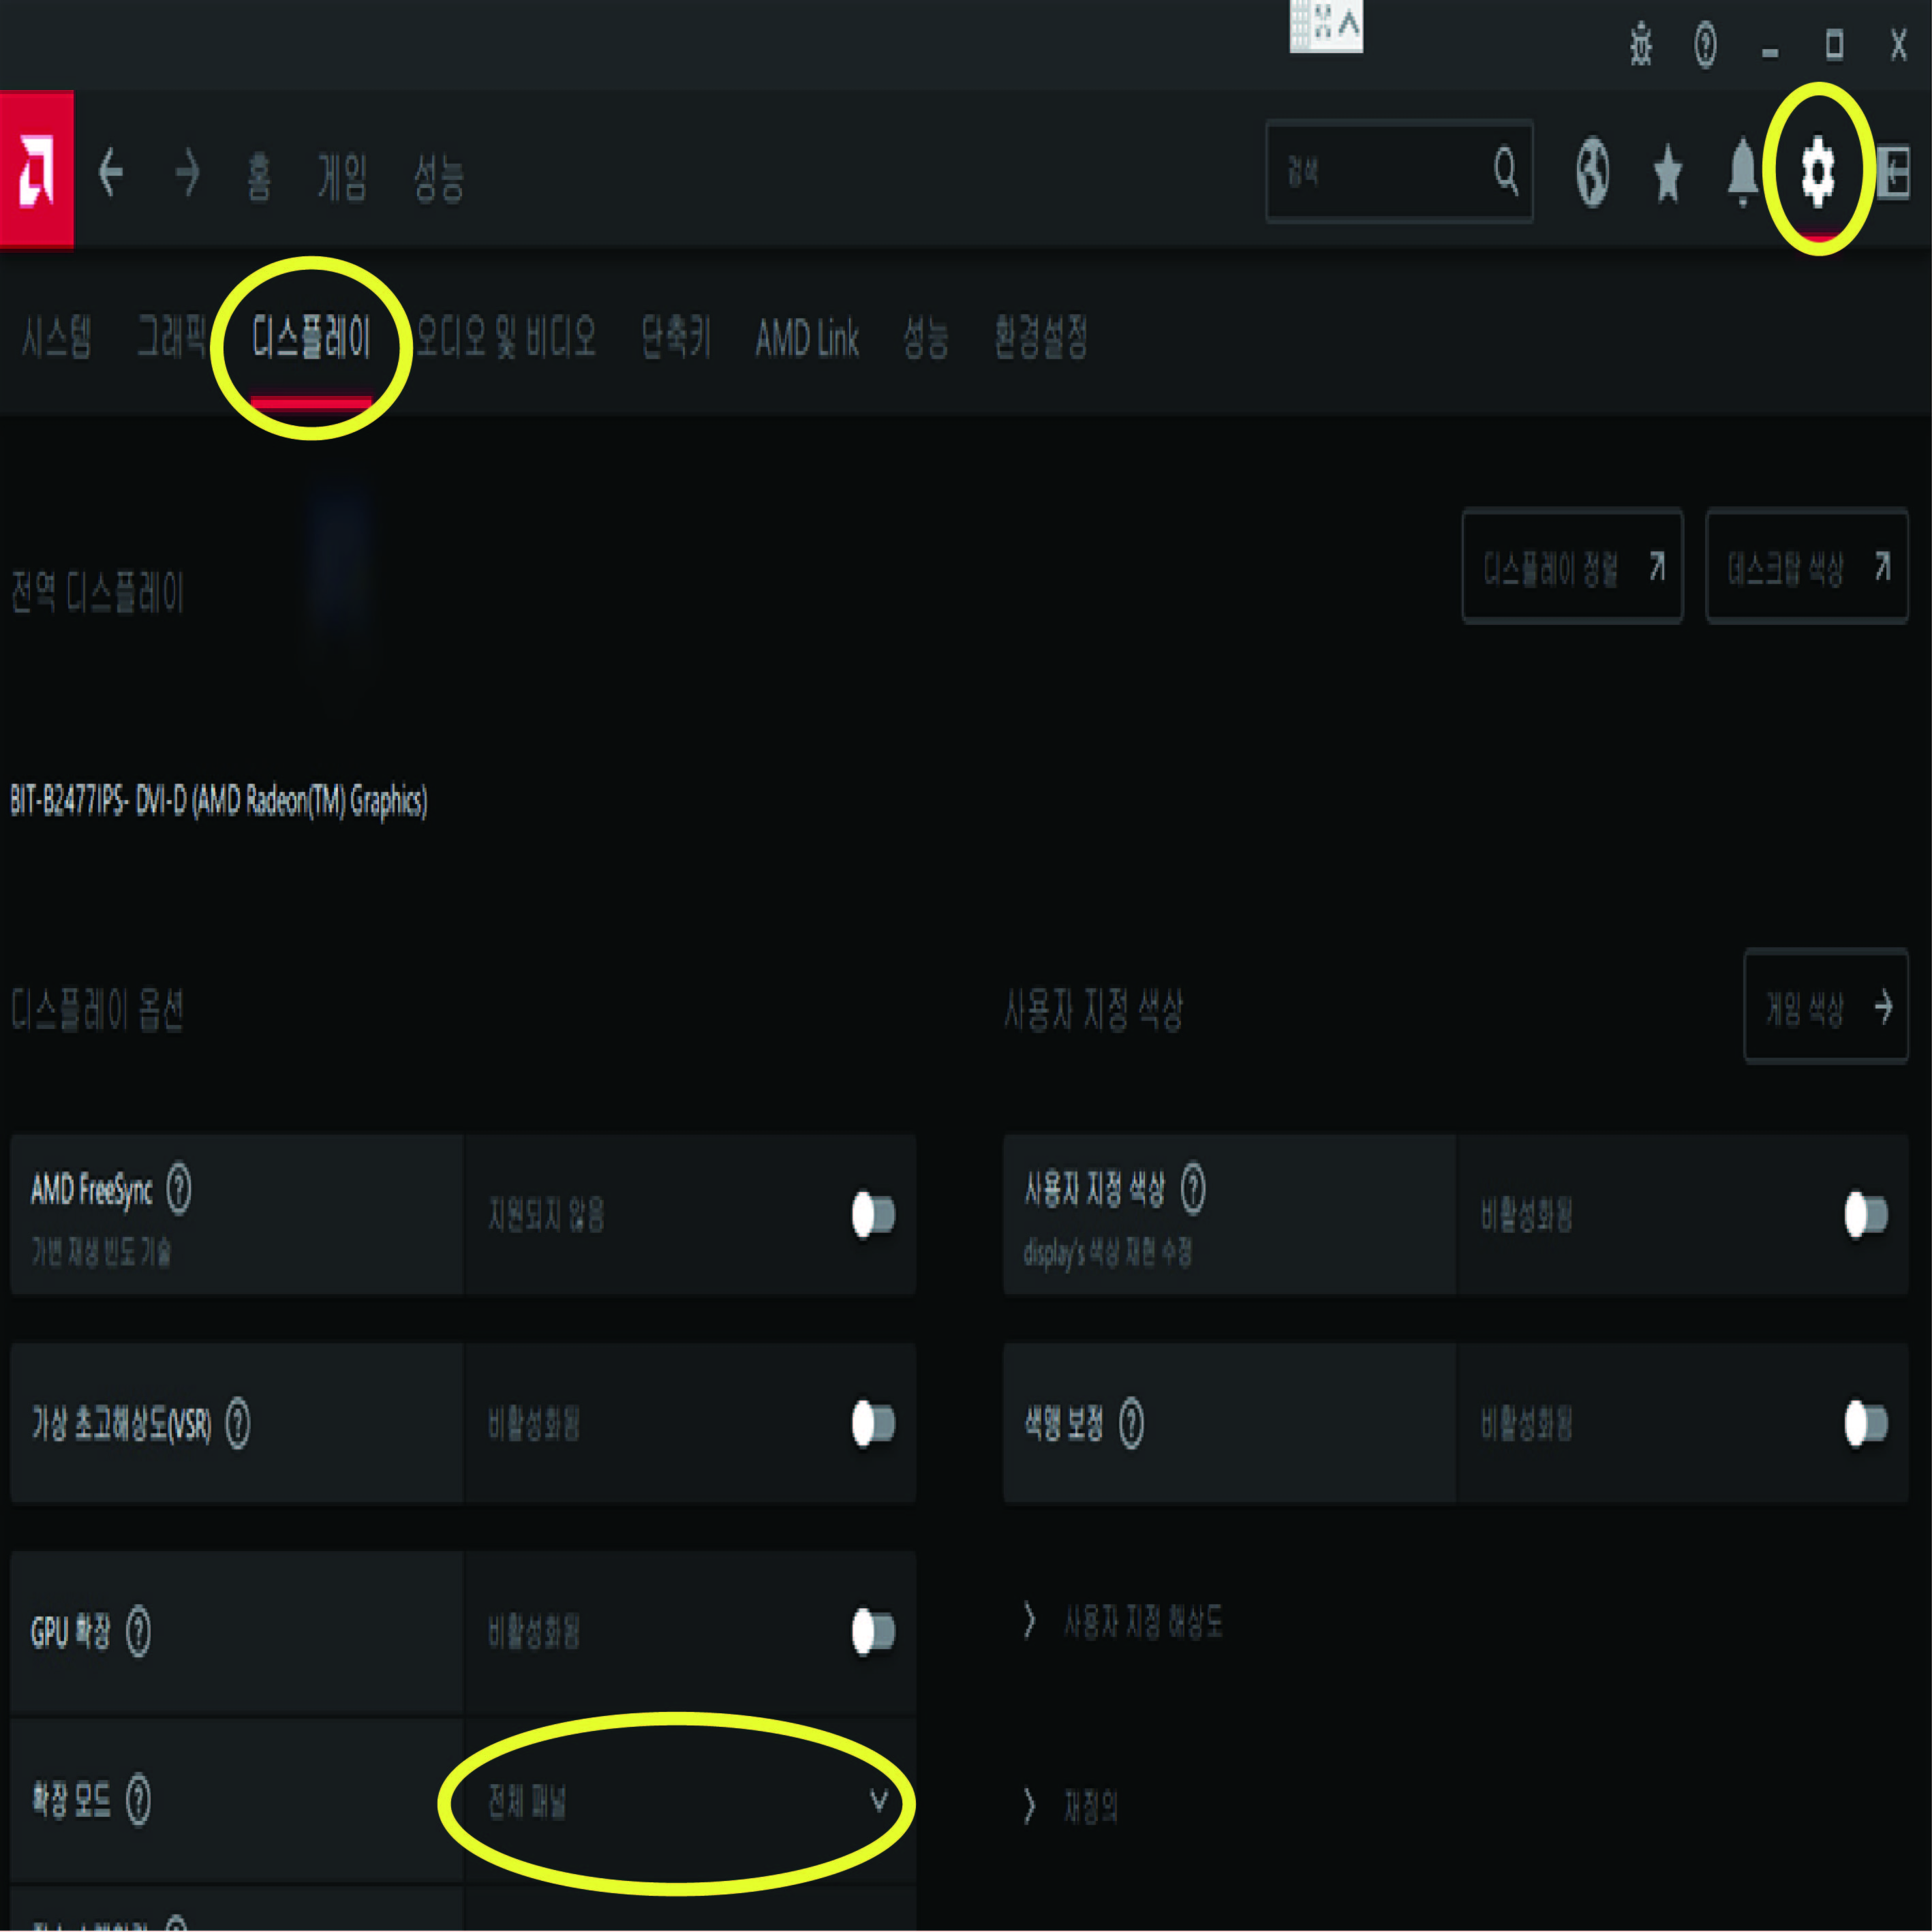 홈 게임 성능 검색
시스템 그래픽 디스플레이 오디오 및 비디오 단축키 AMD Link 성능 환경설정
전역 디스플레이 디스플레이 정렬 데스크탑 색상
BIT-B2477IPS- DVI-D (AMD Radeon(TM) Graphics)
디스플레이 옵션 사용자 지정 색상 게임 색상
AMD FreeSync 지원되지 않음 사용자 지정 색상 비활성화됨
가변 재생 빈도 기술 display's 색상 재현 수정
가상 초고해상도(VSR) 비활성화됨 색맹 보정 비활성화됨
GPU 확장 비활성화됨 사용자 지정 해상도
확장 모드 전체 패널 재정의